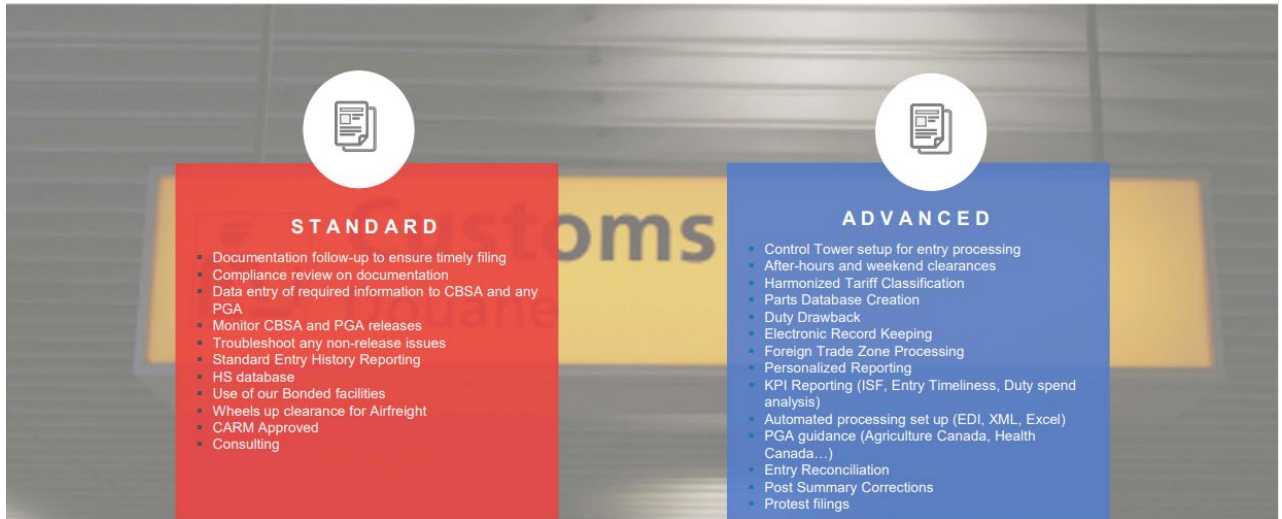 Customs
Douane
STANDARD
Documentation follow-up to ensure timely filing
Compliance review on documentation
Data entry of required information to CBSA and any
PGA
Monitor CBSA and PGA releases
Troubleshoot any non-release issues
Standard Entry History Reporting
HS database
Use of our Bonded facilities
Wheels up clearance for Airfreight
CARM Approved
Consulting
ADVANCED
Control Tower setup for entry processing
After-hours and weekend clearances
Harmonized Tariff Classification
Parts Database Creation
Duty Drawback
Electronic Record Keeping
Foreign Trade Zone Processing
Personalized Reporting
KPI Reporting (ISF, Entry Timeliness, Duty spend
analysis)
Automated processing set up (EDI, XML, Excel)
PGA guidance (Agriculture Canada, Health
Canada…)
Entry Reconciliation
Post Summary Corrections
Protest filings